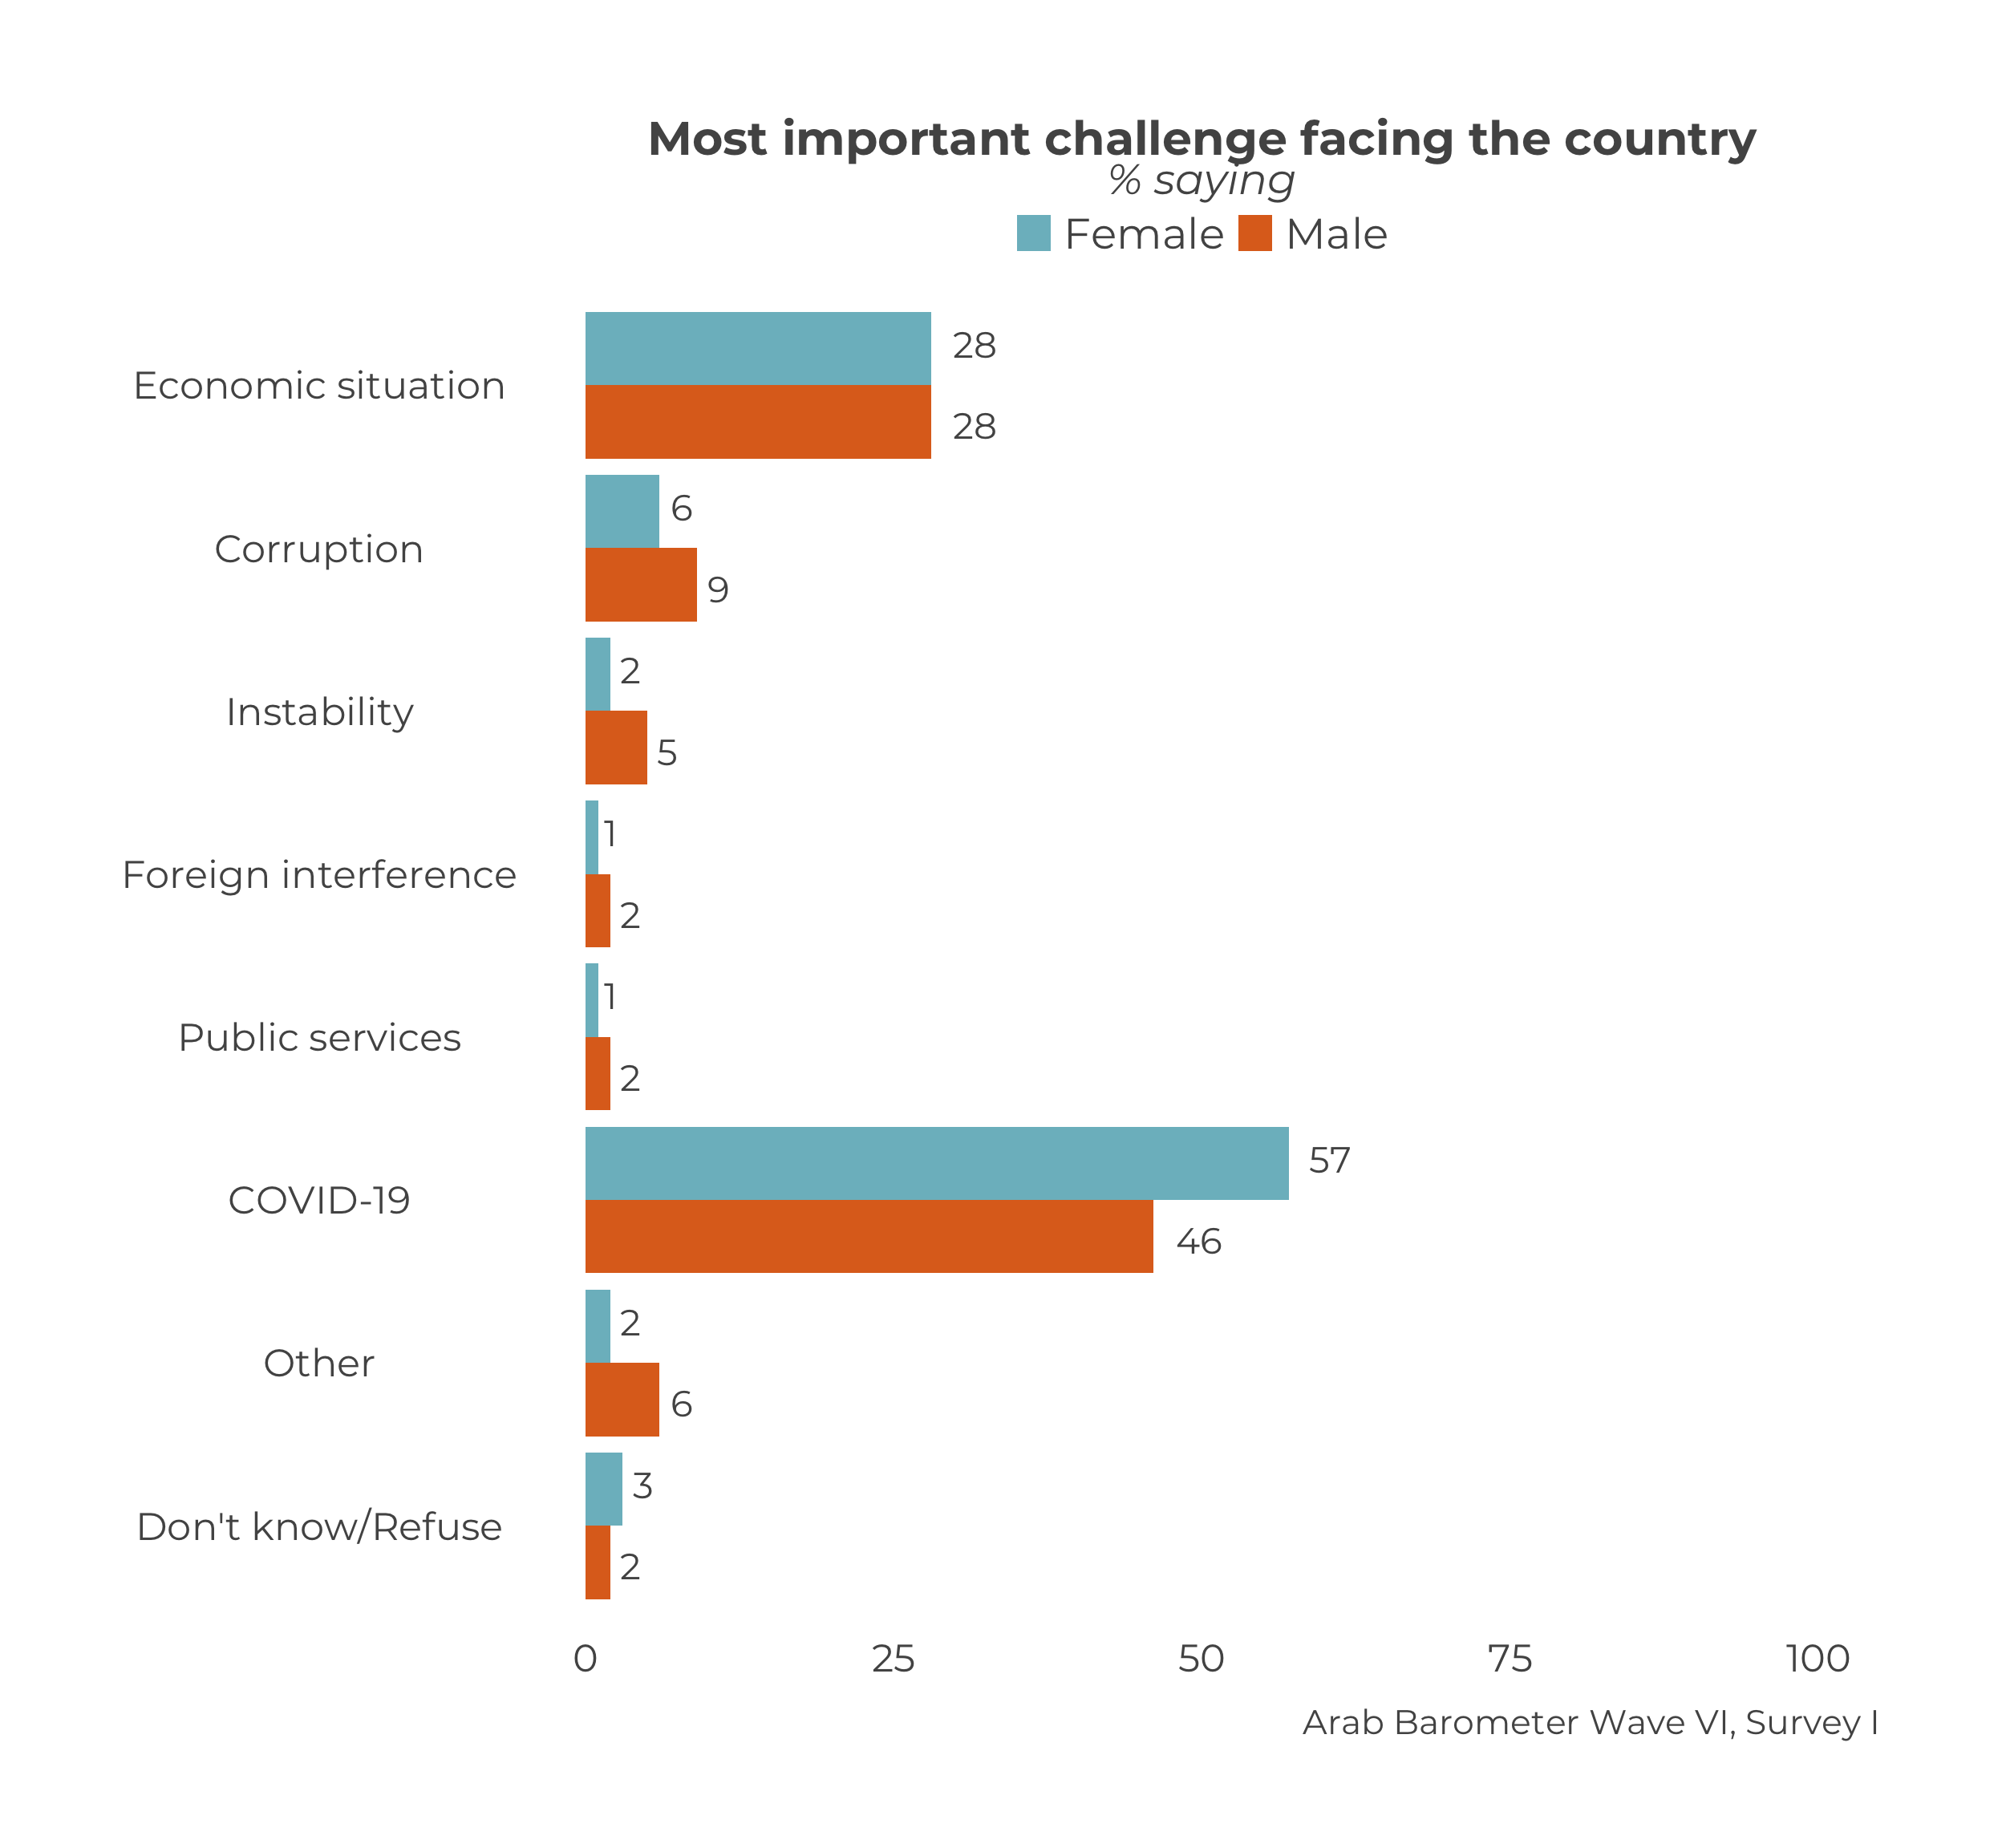 Most important challenge facing the country
% saying
Female Male
Economic situation
28
28
Corruption
6
9
Instability
2
5
Foreign interference
1
2
Public services
1
2
COVID-19
57
46
Other
2
6
Don't know/Refuse
3
2
0 25 50 75 100
Arab Barometer Wave VI, Survey I